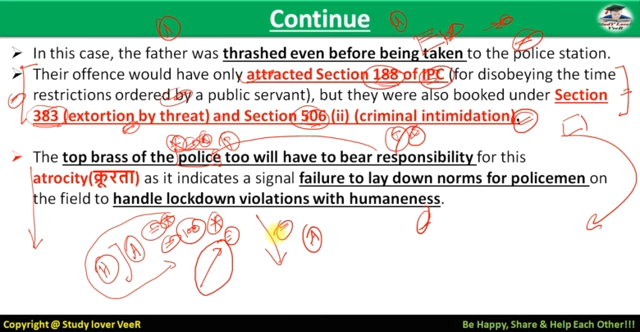 Continue
➤ In this case, the father was thrashed even before being taken to the police station.
➤ Their offence would have only attracted Section 188 of IPC (for disobeying the time
restrictions ordered by a public servant), but they were also booked under Section
383 (extortion by threat) and Section 506 (ii) (criminal intimidation).
➤ The top brass of the police too will have to bear responsibility for this
atrocity(क्रूरता) as it indicates a signal failure to lay down norms for policemen on
the field to handle lockdown violations with humaneness.
Copyright @ Study lover VeeR
Be Happy, Share & Help Each Other!!!